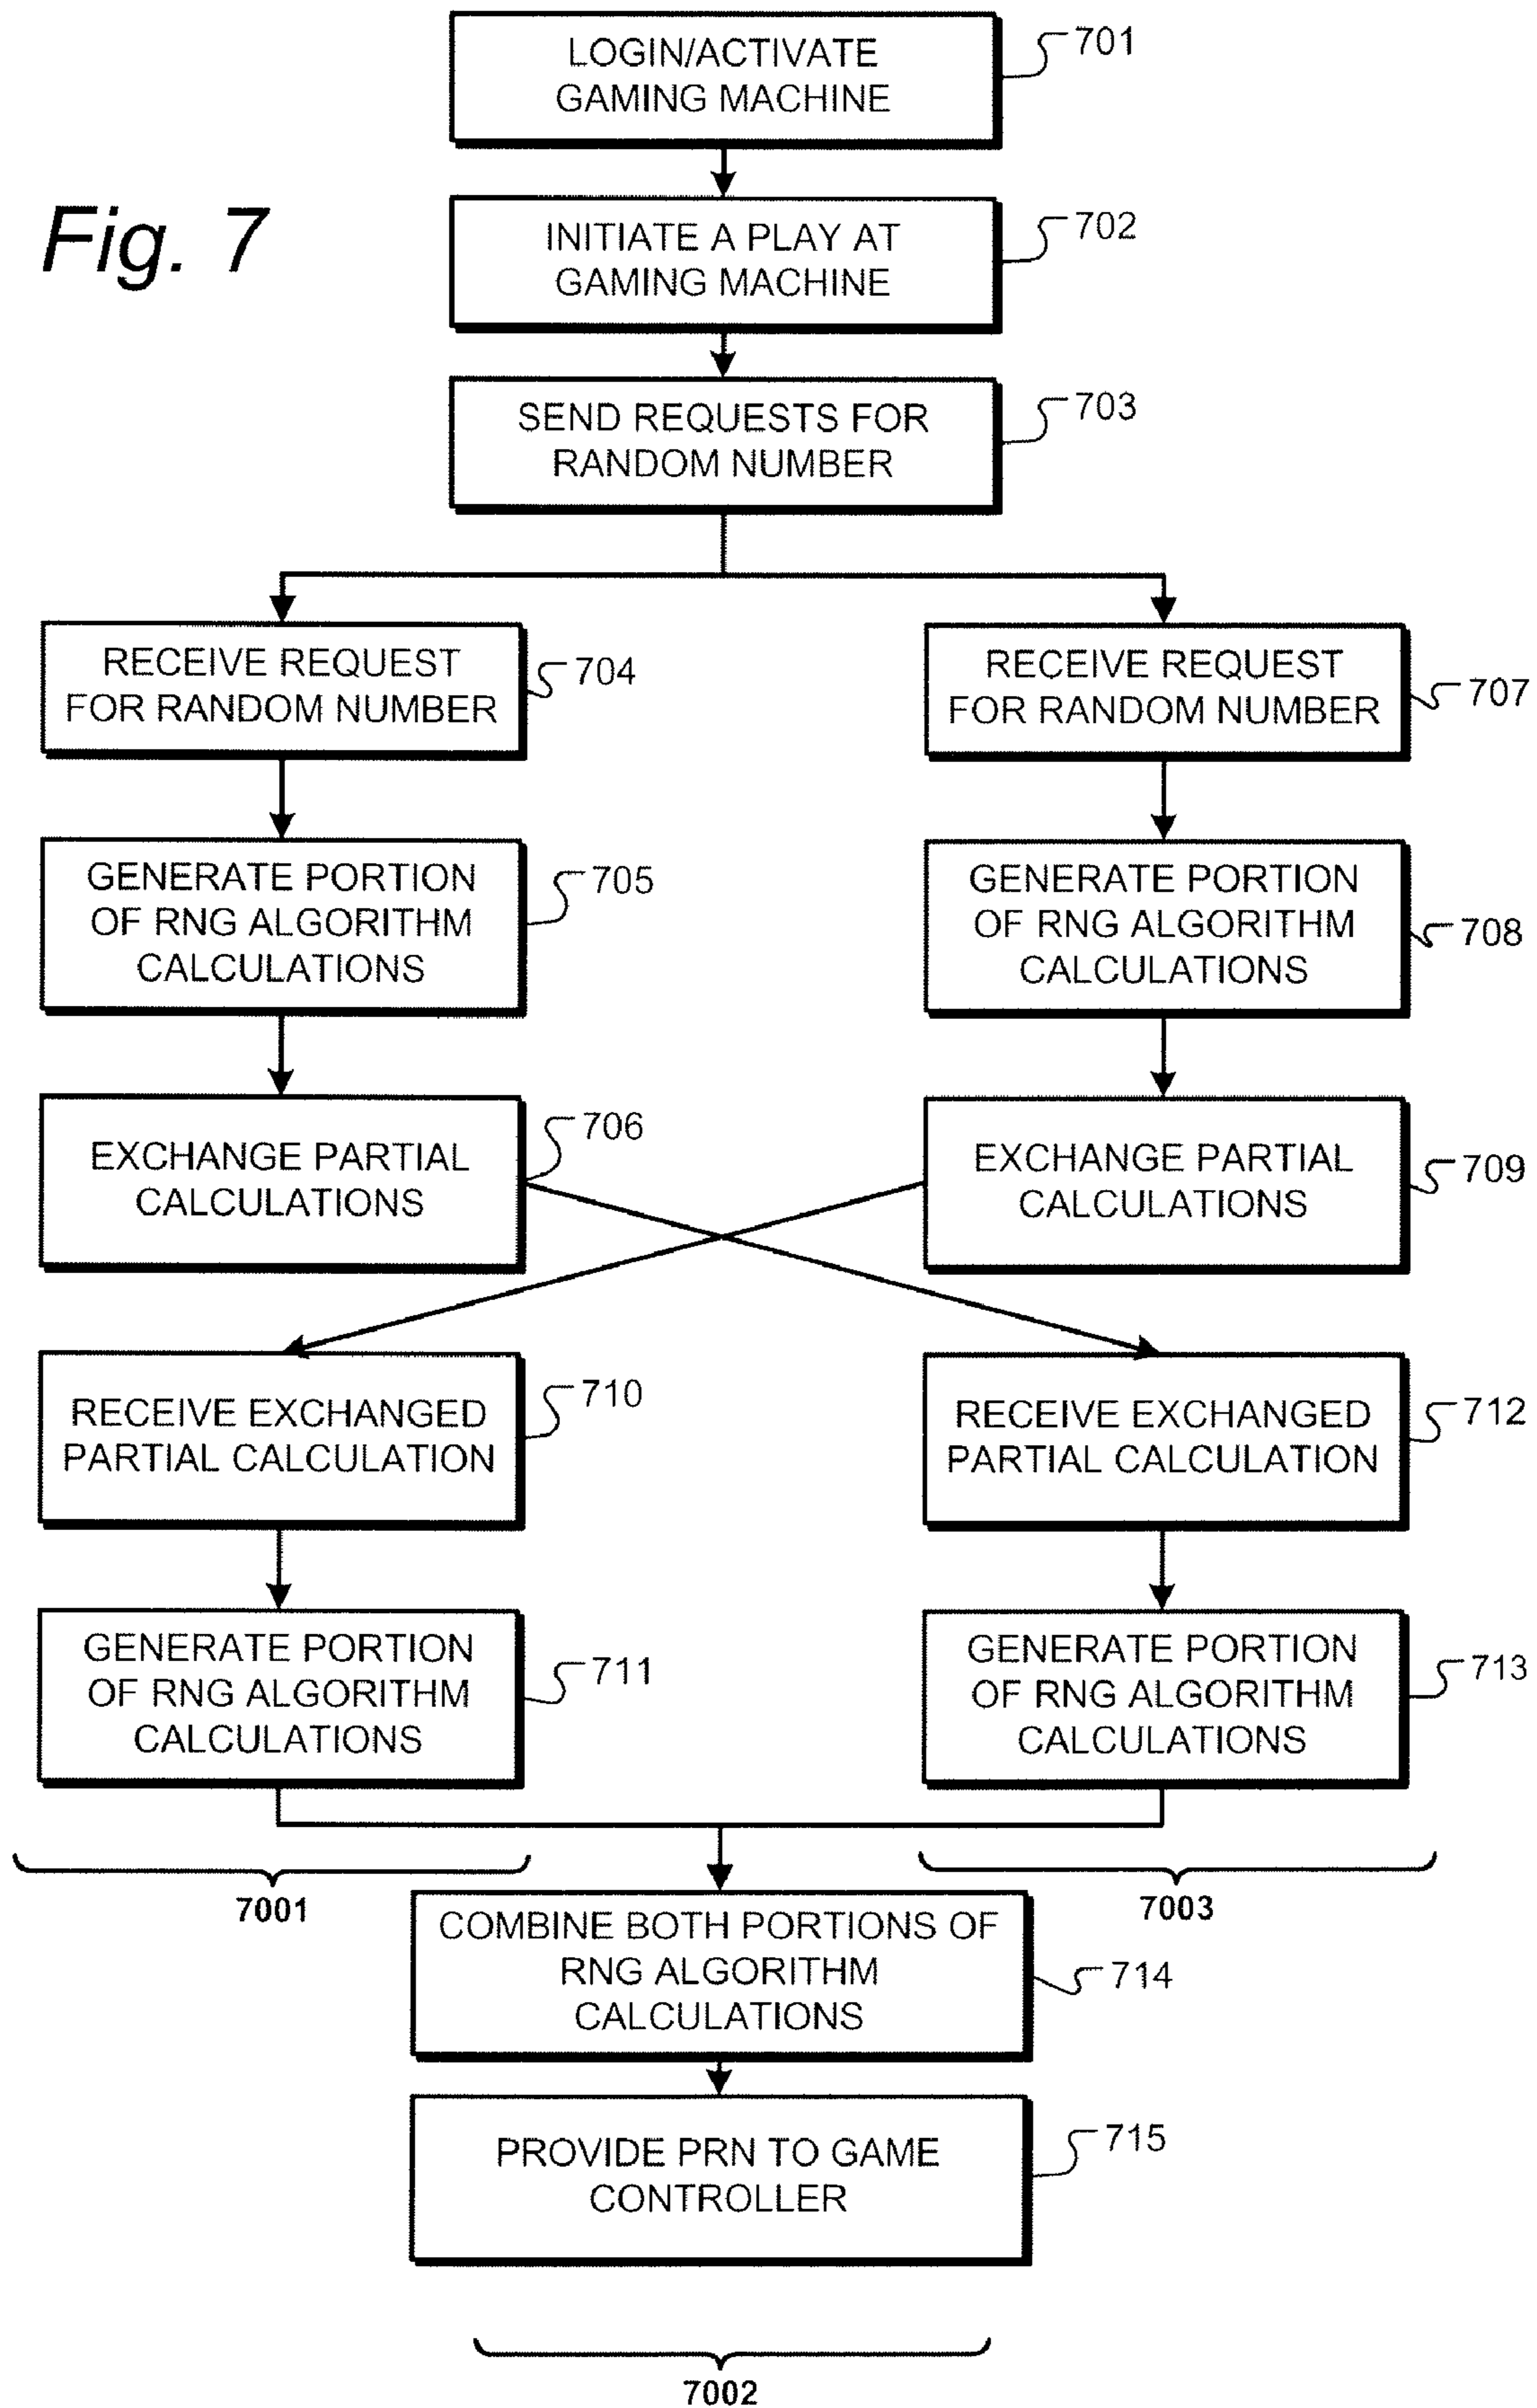 Fig. 7
LOGIN/ACTIVATE
GAMING MACHINE
701
INITIATE A PLAY AT
GAMING MACHINE
702
SEND REQUESTS FOR
RANDOM NUMBER
703
RECEIVE REQUEST
FOR RANDOM NUMBER
704
RECEIVE REQUEST
FOR RANDOM NUMBER
707
GENERATE PORTION
OF RNG ALGORITHM
CALCULATIONS
705
GENERATE PORTION
OF RNG ALGORITHM
CALCULATIONS
708
EXCHANGE PARTIAL
CALCULATIONS
706
EXCHANGE PARTIAL
CALCULATIONS
709
RECEIVE EXCHANGED
PARTIAL CALCULATION
710
RECEIVE EXCHANGED
PARTIAL CALCULATION
712
GENERATE PORTION
OF RNG ALGORITHM
CALCULATIONS
711
GENERATE PORTION
OF RNG ALGORITHM
CALCULATIONS
713
7001
7003
COMBINE BOTH PORTIONS OF
RNG ALGORITHM
CALCULATIONS
714
PROVIDE PRN TO GAME
CONTROLLER
715
7002